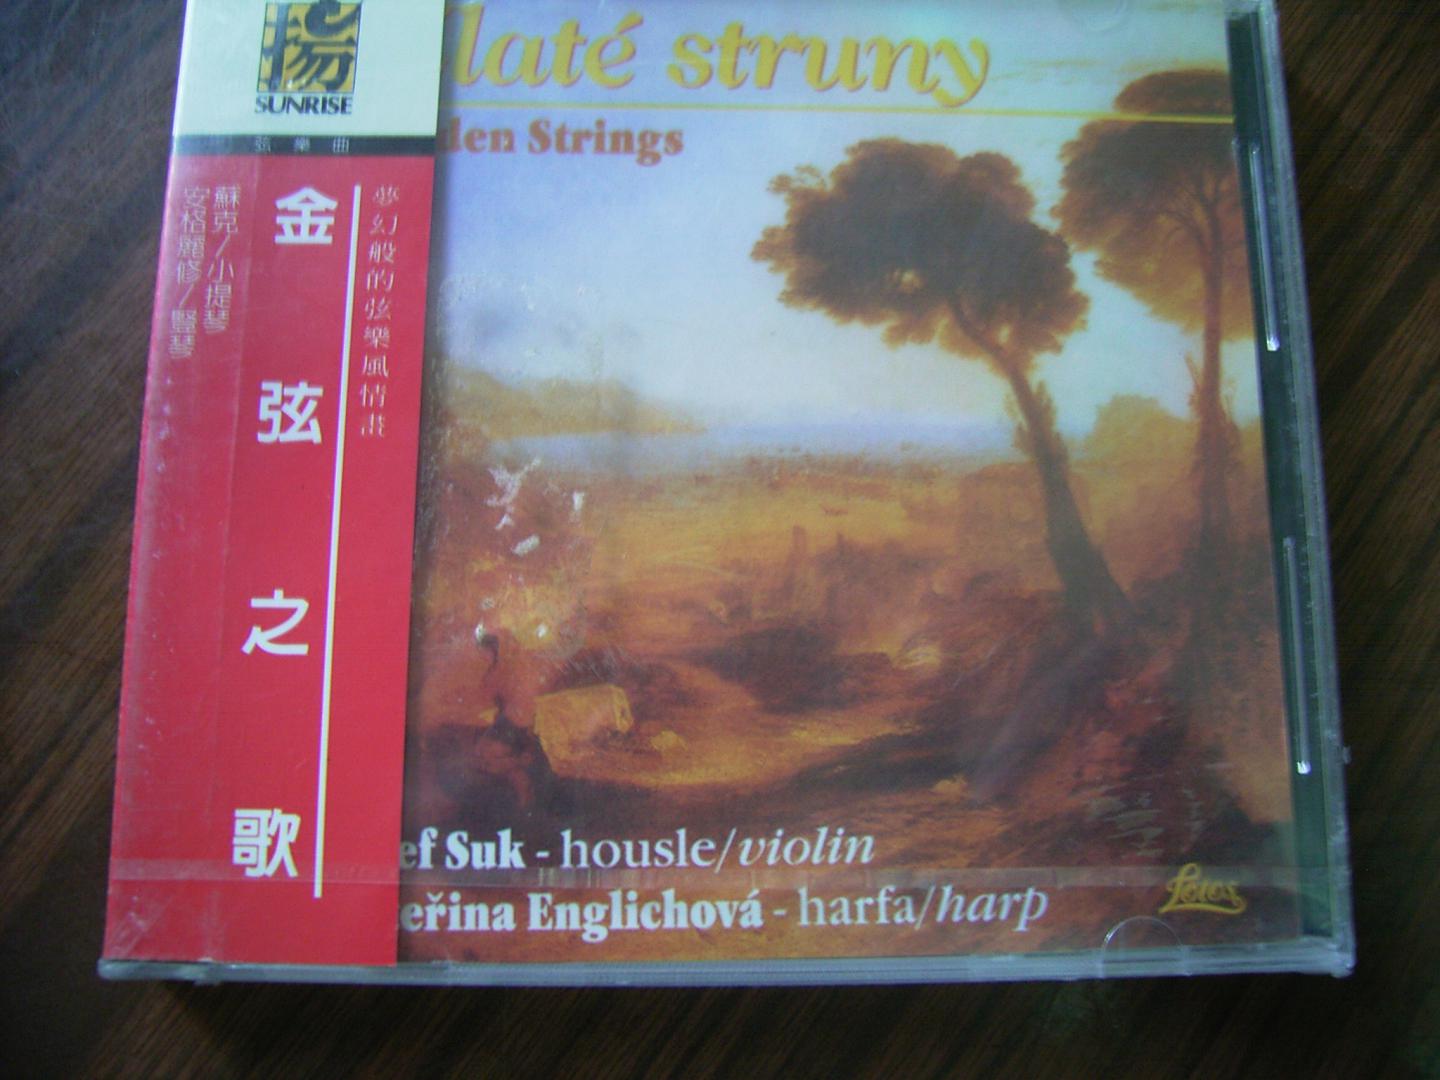 SUNRISE
弦樂曲
夢幻般的弦樂風情畫
金弦之歌
蘇克/小提琴
安格麗修/豎琴
laté struny
den Strings
ef Suk - housle/violin
eřina Englichová - harfa/harp
Lotos